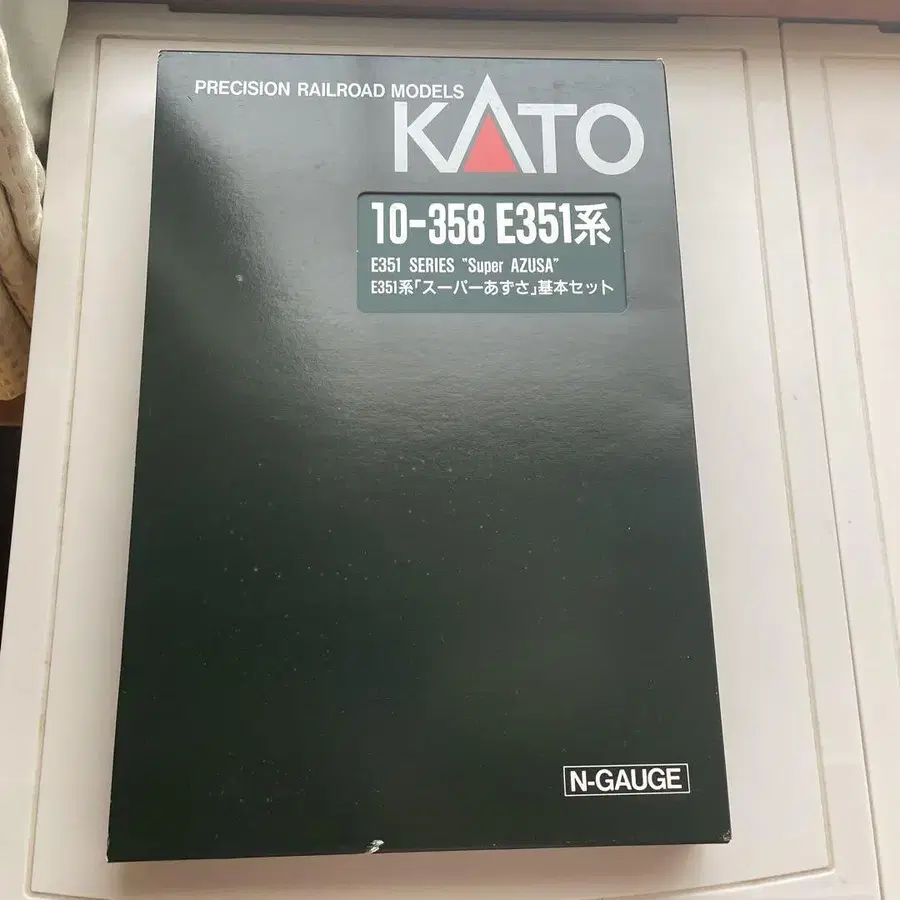 PRECISION RAILROAD MODELS
KATO
10-358 E351系
E351 SERIES "Super AZUSA"
E351系｢スーパーあずさ｣基本セット
N-GAUGE